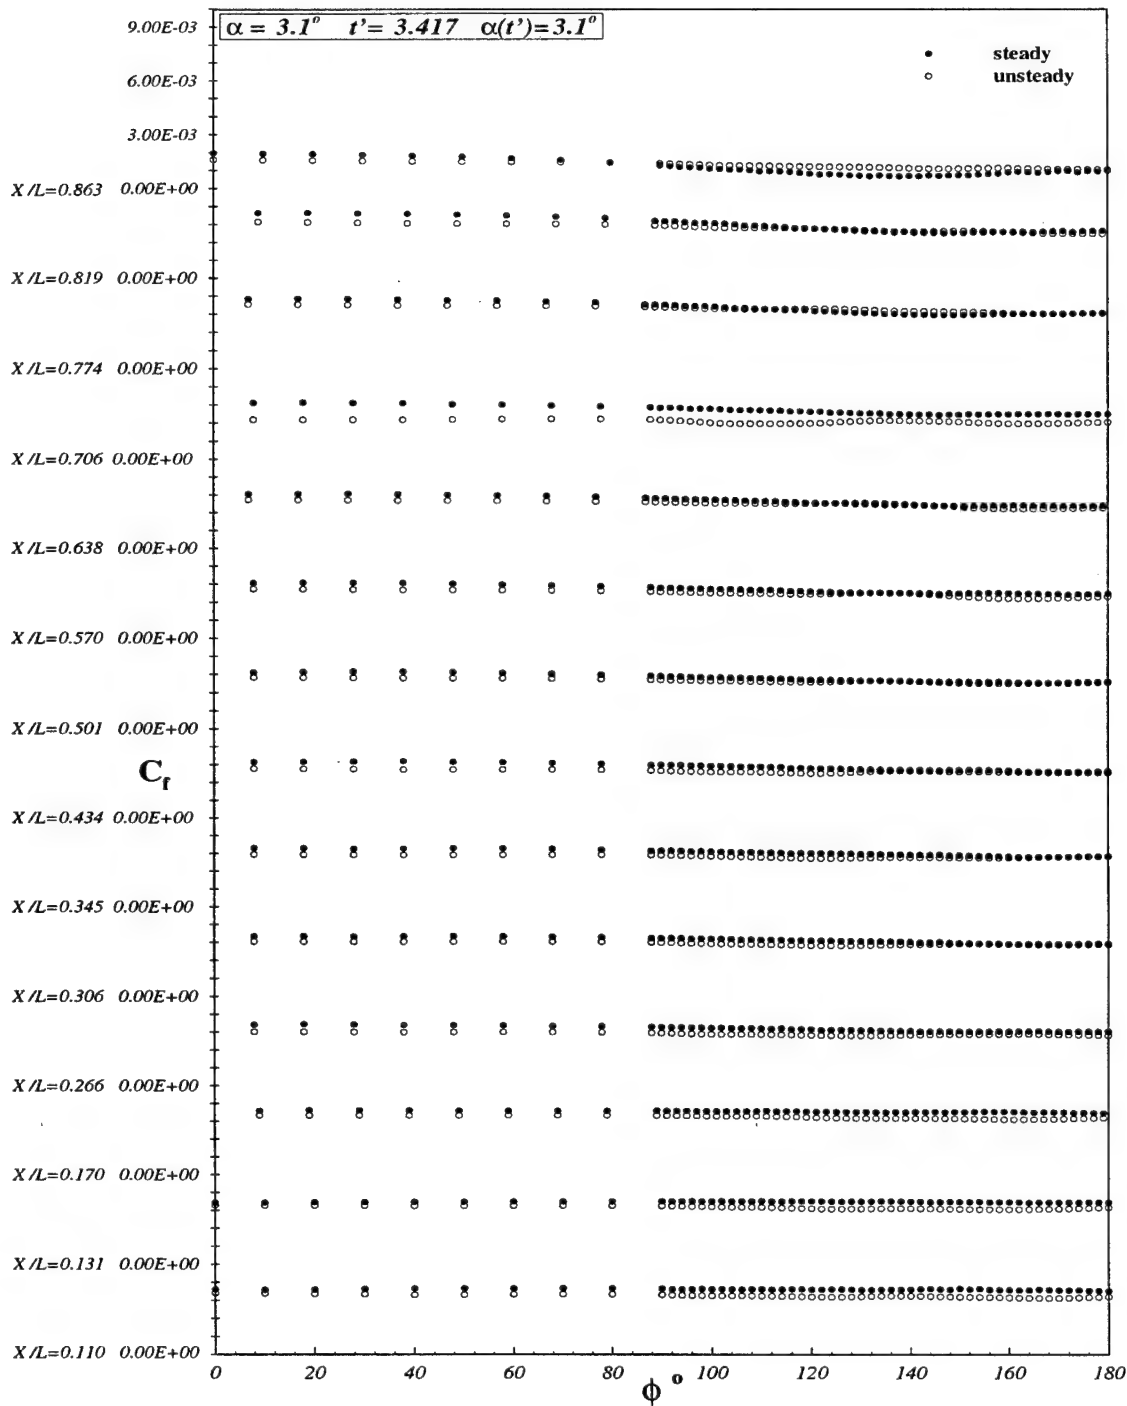 9.00E-03
α = 3.1° t'= 3.417 α(t')=3.1°
steady
6.00E-03
unsteady
3.00E-03
X/L=0.863 0.00E+00
X/L=0.819 0.00E+00
X/L=0.774 0.00E+00
X/L=0.706 0.00E+00
X/L=0.638 0.00E+00
X/L=0.570 0.00E+00
X/L=0.501 0.00E+00
C_f
X/L=0.434 0.00E+00
X/L=0.345 0.00E+00
X/L=0.306 0.00E+00
X/L=0.266 0.00E+00
X/L=0.170 0.00E+00
X/L=0.131 0.00E+00
X/L=0.110 0.00E+00
0 20 40 60 80 100 120 140 160 180
ϕ °